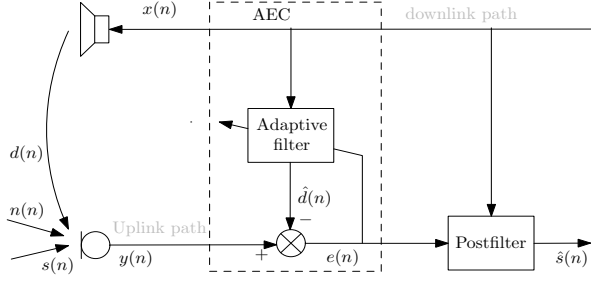 x(n)
AEC
downlink path
Adaptive
filter
d(n)
d̂(n)
n(n)
−
Uplink path
Postfilter
+
s(n)
y(n)
e(n)
ŝ(n)